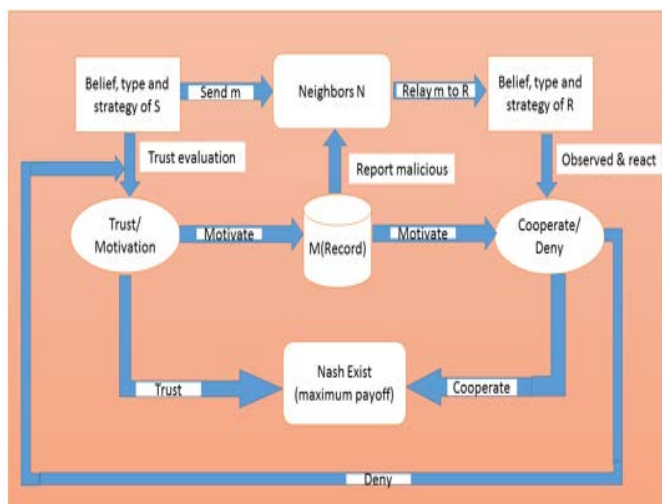 Belief, type and
strategy of S
Send m
Neighbors N
Relay m to R
Belief, type and
strategy of R
Trust evaluation
Report malicious
Observed & react
Trust/
Motivation
Motivate
M(Record)
Motivate
Cooperate/
Deny
Nash Exist
(maximum payoff)
Trust
Cooperate
Deny